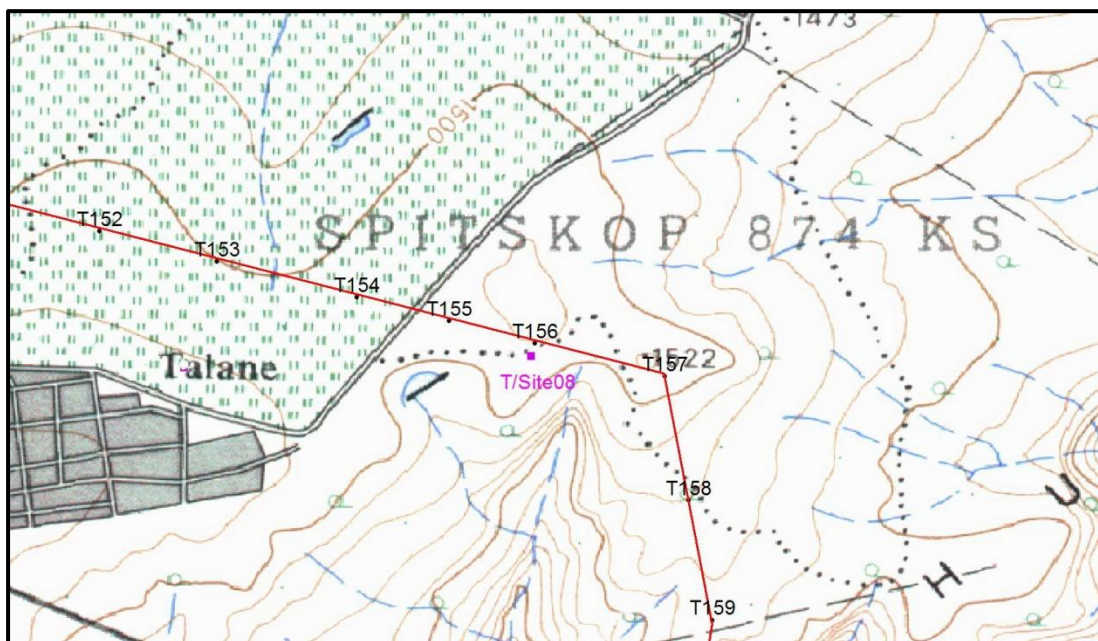 1473
1500
SPITSKOP 874 KS
T152
T153
T154
T155
T156
T157
1522
Talane
T/Site08
T158
U
H
T159